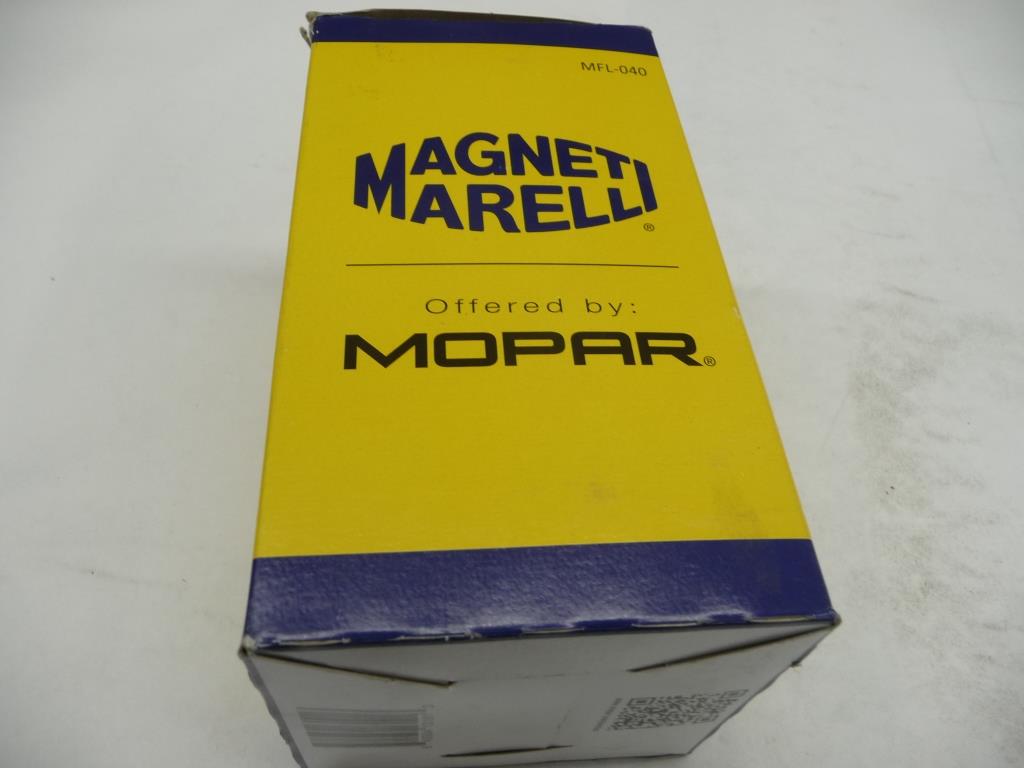 MFL-040
MAGNETI
MARELLI®
Offered by:
MOPAR®